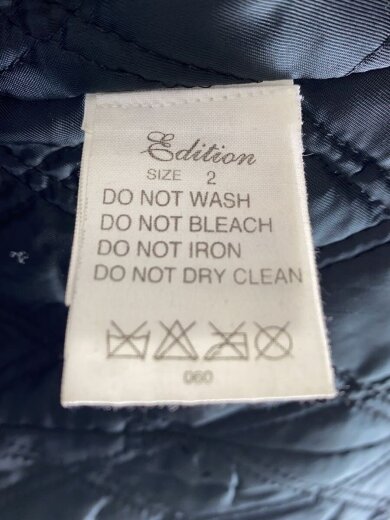 Edition
SIZE 2
DO NOT WASH
DO NOT BLEACH
DO NOT IRON
DO NOT DRY CLEAN
060